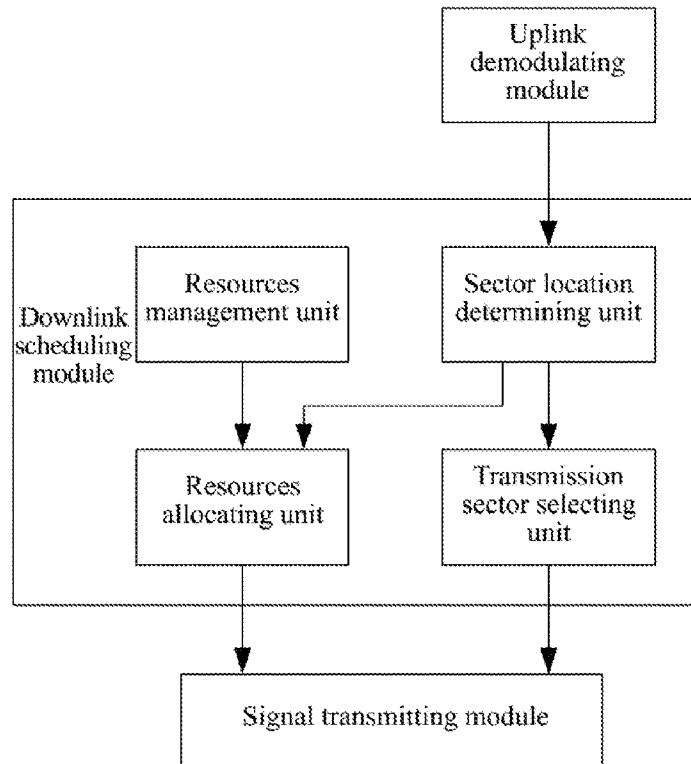 Uplink
demodulating
module
Resources
management unit
Sector location
determining unit
Downlink
scheduling
module
Resources
allocating unit
Transmission
sector selecting
unit
Signal transmitting module